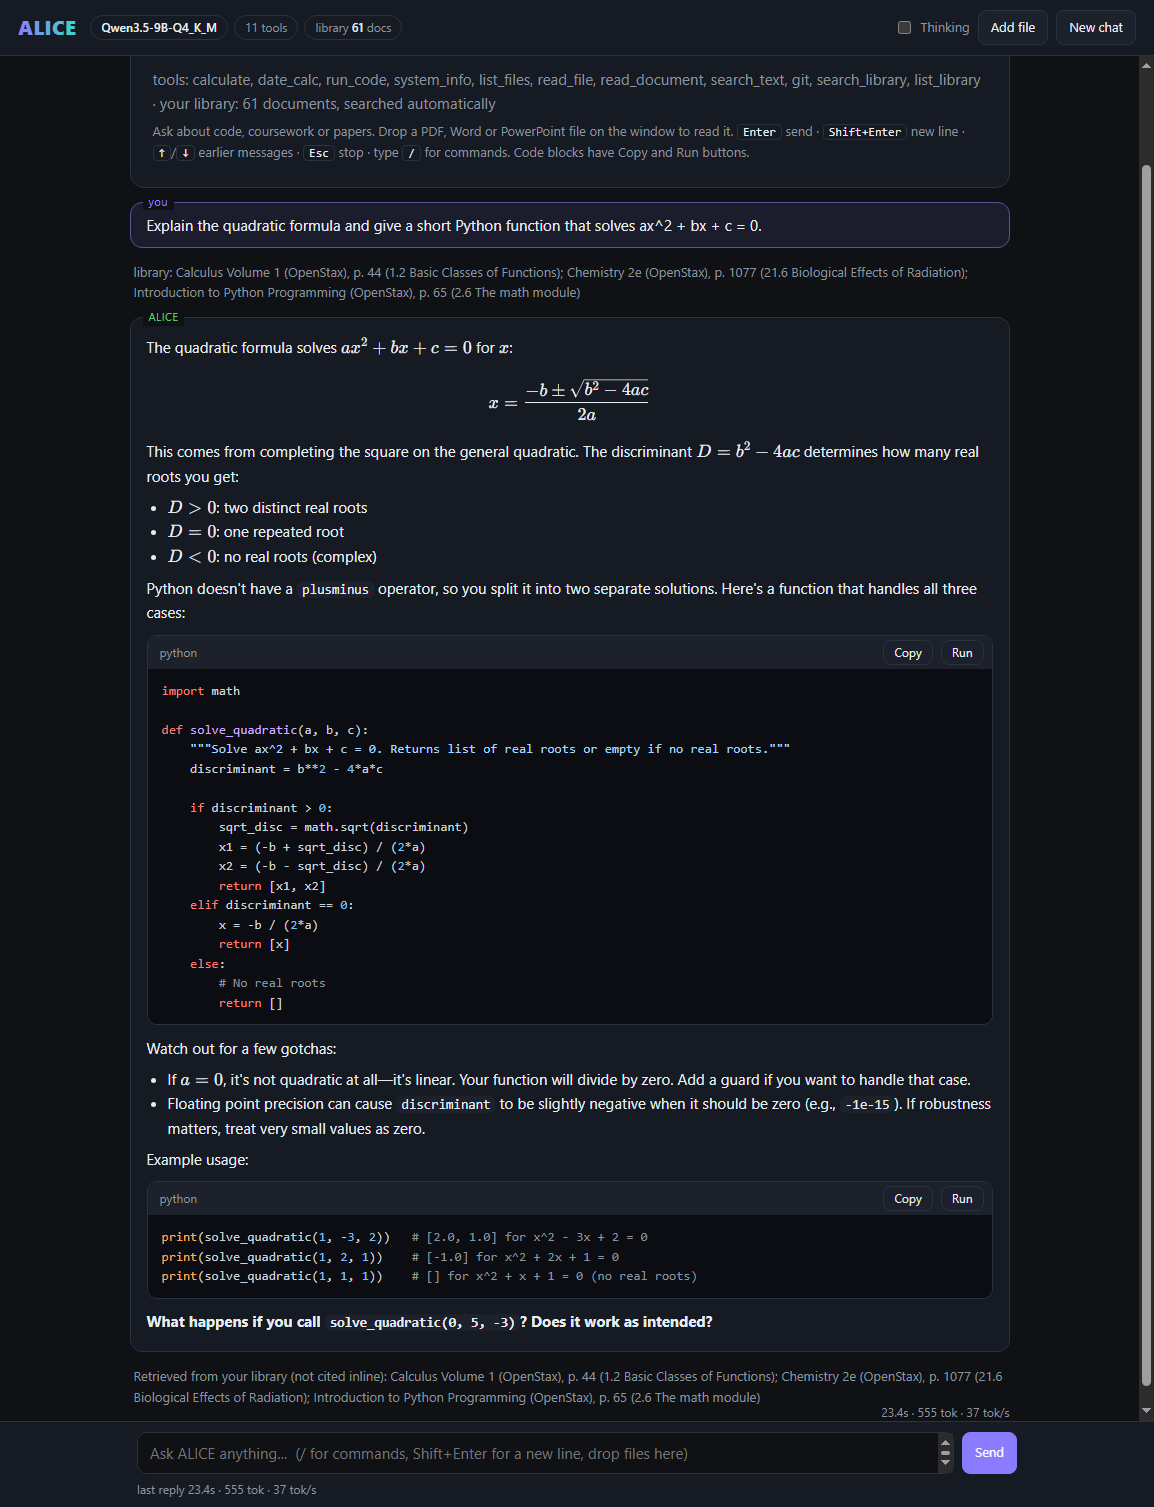 ALICE Qwen3.5-9B-Q4_K_M 11 tools library 61 docs Thinking Add file New chat
tools: calculate, date_calc, run_code, system_info, list_files, read_file, read_document, search_text, git, search_library, list_library
· your library: 61 documents, searched automatically
Ask about code, coursework or papers. Drop a PDF, Word or PowerPoint file on the window to read it. Enter send · Shift+Enter new line ·
↑/↓ earlier messages · Esc stop · type / for commands. Code blocks have Copy and Run buttons.
you
Explain the quadratic formula and give a short Python function that solves ax^2 + bx + c = 0.
library: Calculus Volume 1 (OpenStax), p. 44 (1.2 Basic Classes of Functions); Chemistry 2e (OpenStax), p. 1077 (21.6 Biological Effects of Radiation);
Introduction to Python Programming (OpenStax), p. 65 (2.6 The math module)
ALICE
The quadratic formula solves ax² + bx + c = 0 for x:
x = (−b ± √(b² − 4ac)) / 2a
This comes from completing the square on the general quadratic. The discriminant D = b² − 4ac determines how many real
roots you get:
• D > 0: two distinct real roots
• D = 0: one repeated root
• D < 0: no real roots (complex)
Python doesn't have a plusminus operator, so you split it into two separate solutions. Here's a function that handles all three
cases:
python Copy Run
import math
def solve_quadratic(a, b, c):
    """Solve ax^2 + bx + c = 0. Returns list of real roots or empty if no real roots."""
    discriminant = b**2 - 4*a*c
    if discriminant > 0:
        sqrt_disc = math.sqrt(discriminant)
        x1 = (-b + sqrt_disc) / (2*a)
        x2 = (-b - sqrt_disc) / (2*a)
        return [x1, x2]
    elif discriminant == 0:
        x = -b / (2*a)
        return [x]
    else:
        # No real roots
        return []
Watch out for a few gotchas:
• If a = 0, it's not quadratic at all—it's linear. Your function will divide by zero. Add a guard if you want to handle that case.
• Floating point precision can cause discriminant to be slightly negative when it should be zero (e.g., -1e-15). If robustness
matters, treat very small values as zero.
Example usage:
python Copy Run
print(solve_quadratic(1, -3, 2))   # [2.0, 1.0] for x^2 - 3x + 2 = 0
print(solve_quadratic(1, 2, 1))    # [-1.0] for x^2 + 2x + 1 = 0
print(solve_quadratic(1, 1, 1))    # [] for x^2 + x + 1 = 0 (no real roots)
What happens if you call solve_quadratic(0, 5, -3)? Does it work as intended?
Retrieved from your library (not cited inline): Calculus Volume 1 (OpenStax), p. 44 (1.2 Basic Classes of Functions); Chemistry 2e (OpenStax), p. 1077 (21.6
Biological Effects of Radiation); Introduction to Python Programming (OpenStax), p. 65 (2.6 The math module)
23.4s · 555 tok · 37 tok/s
Ask ALICE anything... (/ for commands, Shift+Enter for a new line, drop files here) Send
last reply 23.4s · 555 tok · 37 tok/s